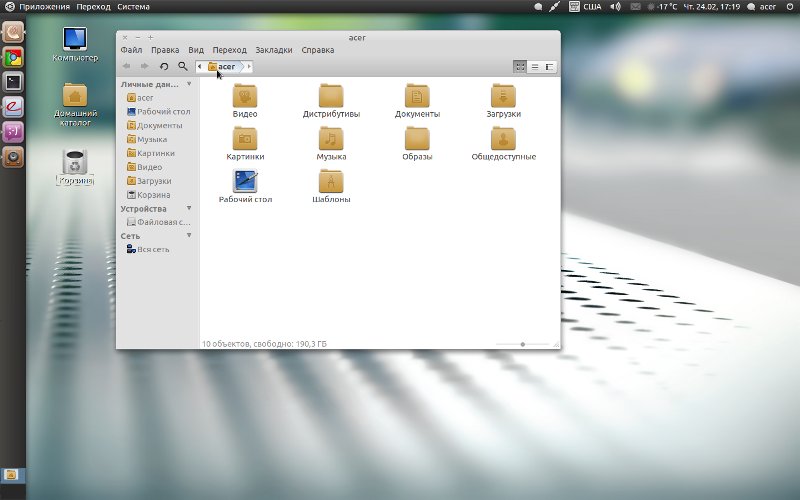 Приложения Переход Система
США -17 °C Чт. 24.02, 17:19 acer
Компьютер
Домашний
каталог
Корзина
acer
Файл Правка Вид Переход Закладки Справка
acer
Личные дан...
acer
Рабочий стол
Документы
Музыка
Картинки
Видео
Загрузки
Корзина
Устройства
Файловая с...
Сеть
Вся сеть
Видео Дистрибутивы Документы Загрузки
Картинки Музыка Образы Общедоступные
Рабочий стол Шаблоны
10 объектов, свободно: 190,3 ГБ